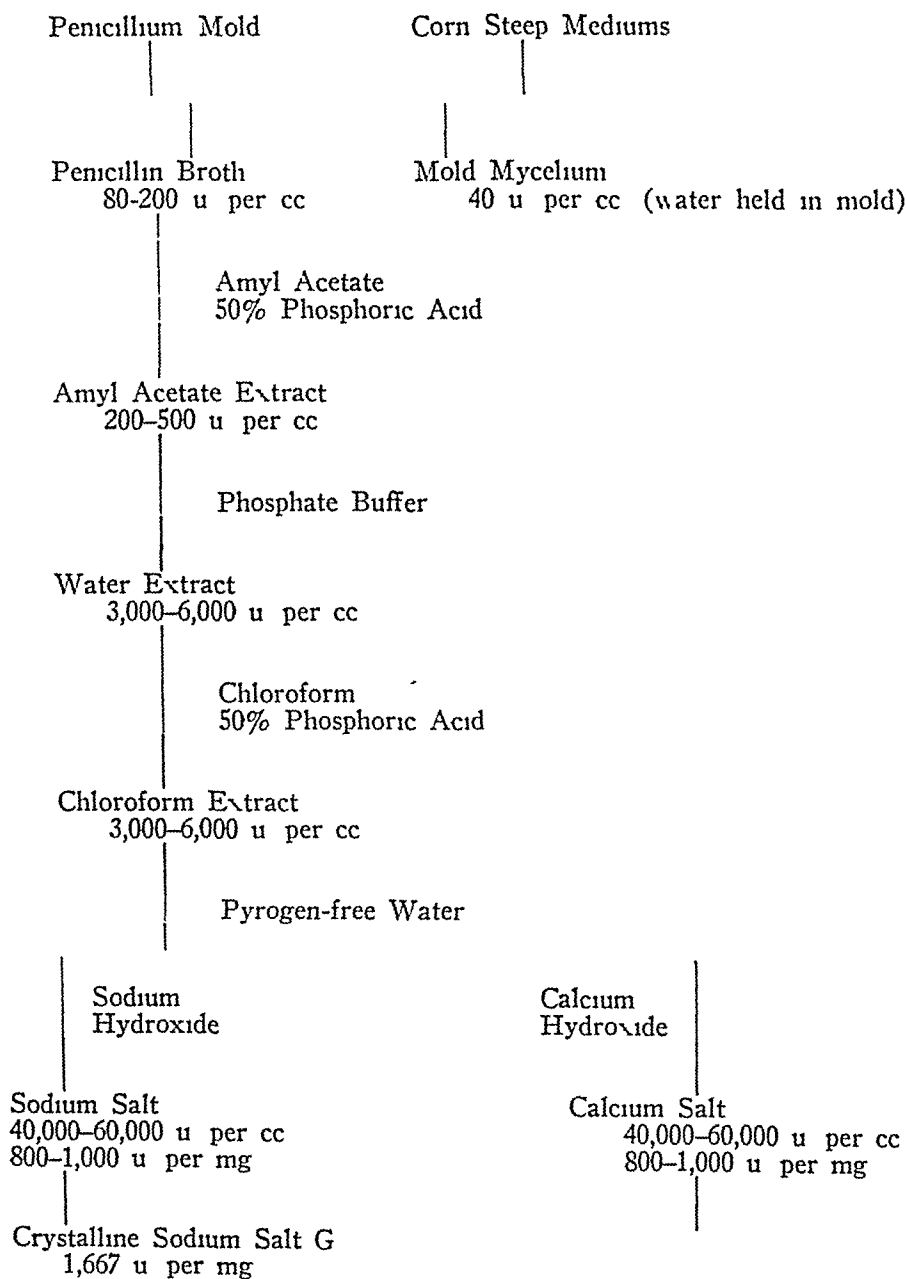 Penicillium Mold
Corn Steep Mediums
Penicillin Broth
80-200 u per cc
Mold Mycelium
40 u per cc (water held in mold)
Amyl Acetate
50% Phosphoric Acid
Amyl Acetate Extract
200–500 u per cc
Phosphate Buffer
Water Extract
3,000–6,000 u per cc
Chloroform
50% Phosphoric Acid
Chloroform Extract
3,000–6,000 u per cc
Pyrogen-free Water
Sodium
Hydroxide
Calcium
Hydroxide
Sodium Salt
40,000–60,000 u per cc
800–1,000 u per mg
Calcium Salt
40,000–60,000 u per cc
800–1,000 u per mg
Crystalline Sodium Salt G
1,667 u per mg